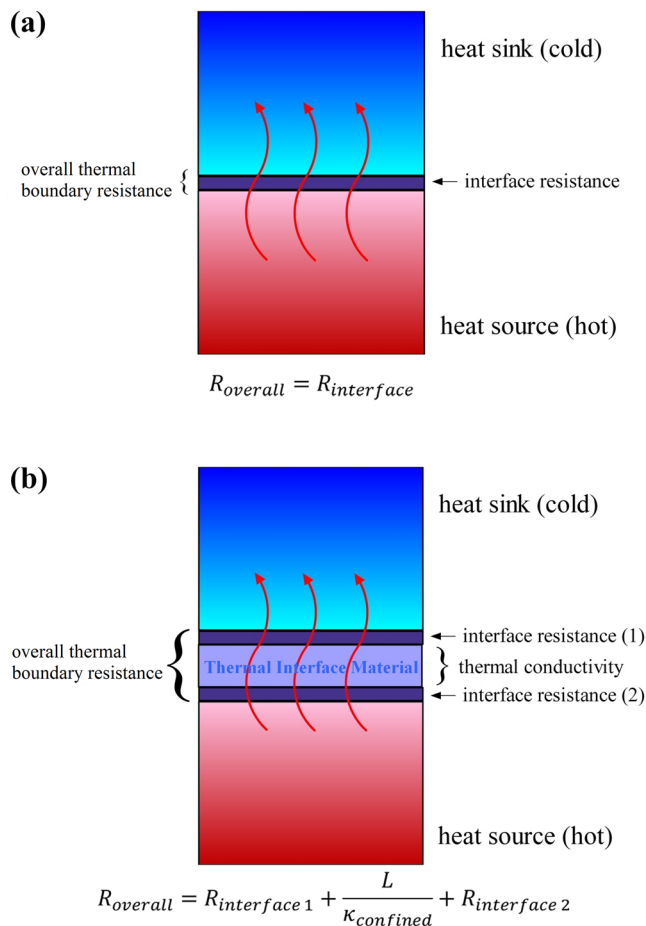 (a)
heat sink (cold)
overall thermal
boundary resistance {
← interface resistance
heat source (hot)
R_overall = R_interface
(b)
heat sink (cold)
← interface resistance (1)
overall thermal
boundary resistance {
Thermal Interface Material
} thermal conductivity
← interface resistance (2)
heat source (hot)
R_overall = R_interface 1 + L/κ_confined + R_interface 2